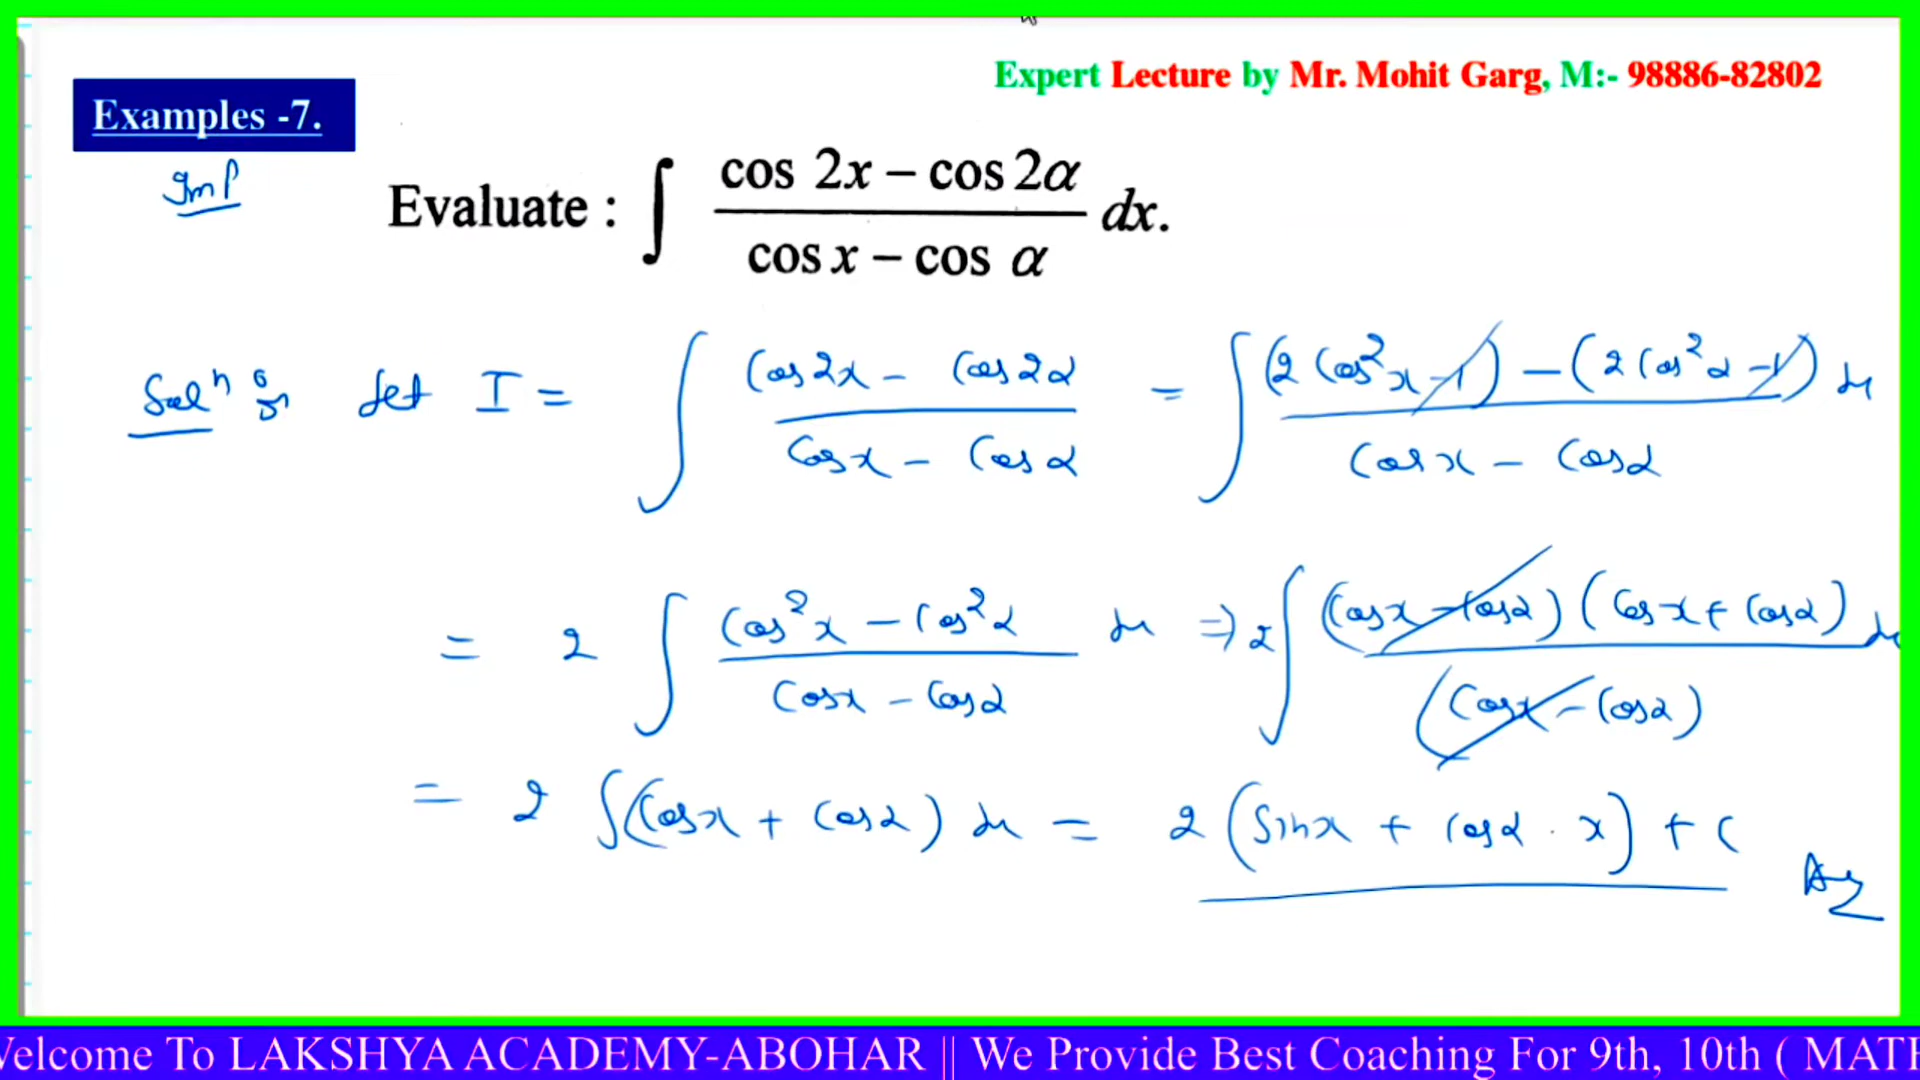 Expert Lecture by Mr. Mohit Garg, M:- 98886-82802
Examples -7.
Imp
Evaluate : ∫ (cos 2x – cos 2α)/(cos x – cos α) dx.
Solⁿ :- Let I = ∫ (Cos2x - Cos2α)/(Cosx - Cosα) = ∫ ((2Cos²x-1) - (2Cos²α-1))/(Cosx - Cosα) dx
= 2 ∫ (Cos²x - Cos²α)/(Cosx - Cosα) dx ⇒ 2∫ ((Cosx - Cosα)(Cosx + Cosα))/(Cosx - Cosα) dx
= 2 ∫(Cosx + Cosα) dx = 2 (Sinx + Cosα . x) + C Ans
Welcome To LAKSHYA ACADEMY-ABOHAR || We Provide Best Coaching For 9th, 10th ( MATH